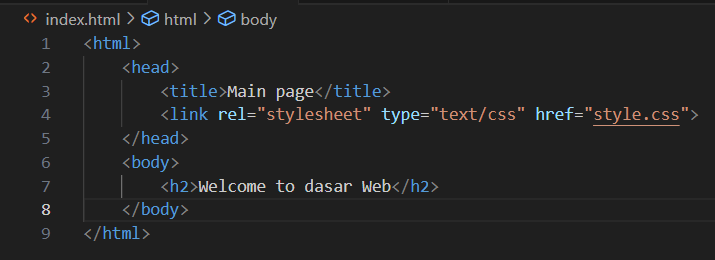 index.html > html > body
1 <html>
2 <head>
3 <title>Main page</title>
4 <link rel="stylesheet" type="text/css" href="style.css">
5 </head>
6 <body>
7 <h2>Welcome to dasar Web</h2>
8 </body>
9 </html>